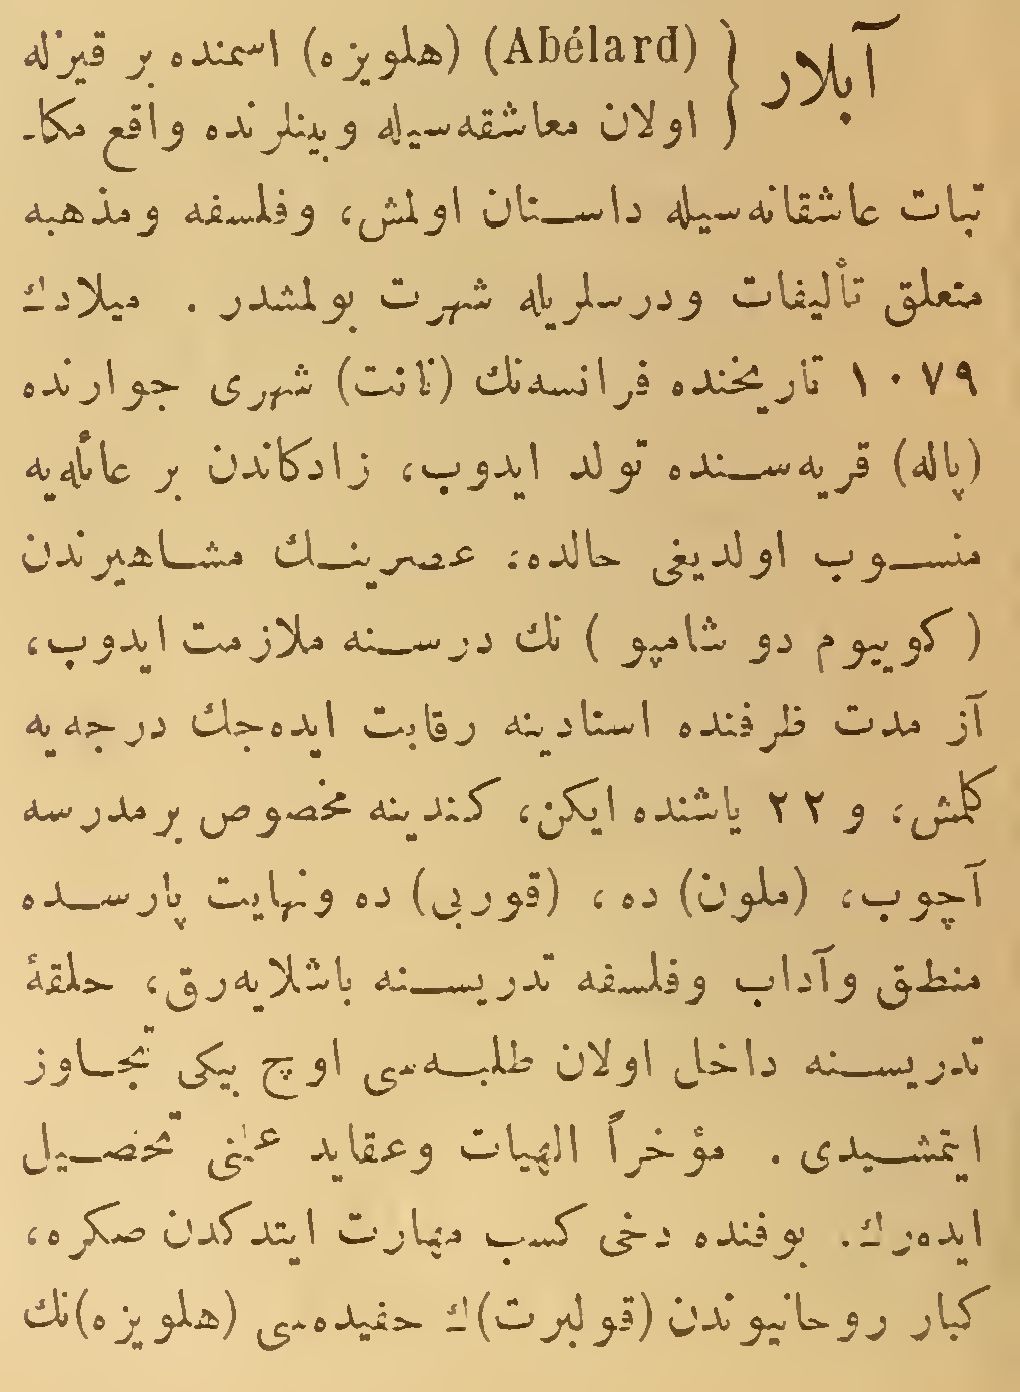 آبلار { (Abélard) (هلویزه) اسمنده بر قیزله
اولان معاشقه‌سیله وبینلرنده واقع مکا-
تبات عاشقانه‌سیله داستان اولمش، وفلسفه ومذهبه
متعلق تألیفات ودرسلریله شهرت بولمشدر. میلادك
۱۰۷۹ تاریخنده فرانسه‌نك (نانت) شهری جوارنده
(پاله) قریه‌سنده تولد ایدوب، زادکاندن بر عائله‌یه
منسوب اولدیغی حالده؛ عصرینك مشاهیرندن
(کوییوم دو شامپو) نك درسنه ملازمت ایدوب،
آز مدت ظرفنده استادینه رقابت ایده‌جك درجه‌یه
کلمش، و ۲۲ یاشنده ایکن، کندینه مخصوص بر مدرسه
آچوب، (ملون) ده، (قوربی) ده ونهایت پارسده
منطق وآداب وفلسفه تدریسنه باشلایه‌رق، حلقهٔ
تدریسنه داخل اولان طلبه‌سی اوچ بیکی تجاوز
ایتمشیدی. مؤخراً الهیات وعقاید علمنی تحصیل
ایده‌رك. بوفنده دخی کسب مهارت ایتدکدن صکره،
کبار روحانیوندن (فولبرت)ك حفیده‌سی (هلویزه)نك